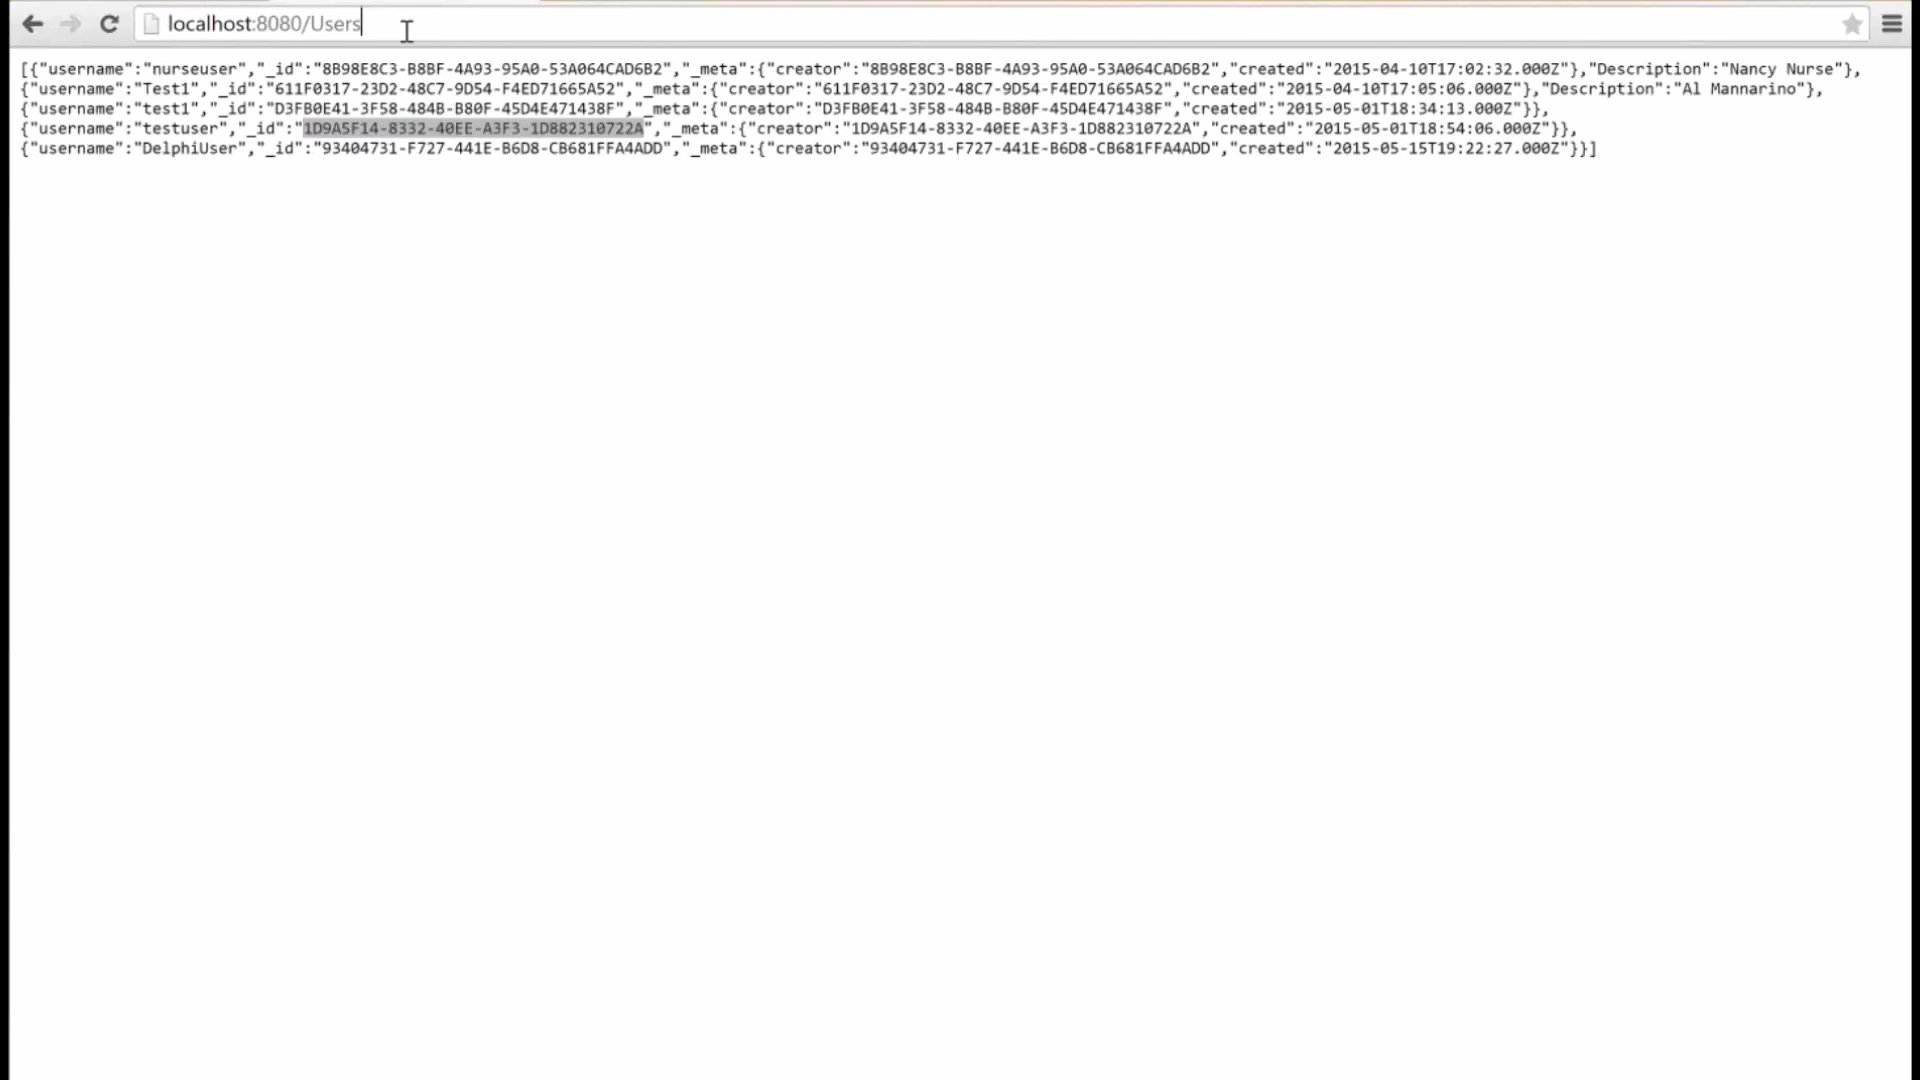 localhost:8080/Users
[{"username":"nurseuser","_id":"8B98E8C3-B8BF-4A93-95A0-53A064CAD6B2","_meta":{"creator":"8B98E8C3-B8BF-4A93-95A0-53A064CAD6B2","created":"2015-04-10T17:02:32.000Z"},"Description":"Nancy Nurse"},
{"username":"Test1","_id":"611F0317-23D2-48C7-9D54-F4ED71665A52","_meta":{"creator":"611F0317-23D2-48C7-9D54-F4ED71665A52","created":"2015-04-10T17:05:06.000Z"},"Description":"Al Mannarino"},
{"username":"test1","_id":"D3FB0E41-3F58-484B-B80F-45D4E471438F","_meta":{"creator":"D3FB0E41-3F58-484B-B80F-45D4E471438F","created":"2015-05-01T18:34:13.000Z"}},
{"username":"testuser","_id":"1D9A5F14-8332-40EE-A3F3-1D882310722A","_meta":{"creator":"1D9A5F14-8332-40EE-A3F3-1D882310722A","created":"2015-05-01T18:54:06.000Z"}},
{"username":"DelphiUser","_id":"93404731-F727-441E-B6D8-CB681FFA4ADD","_meta":{"creator":"93404731-F727-441E-B6D8-CB681FFA4ADD","created":"2015-05-15T19:22:27.000Z"}}]